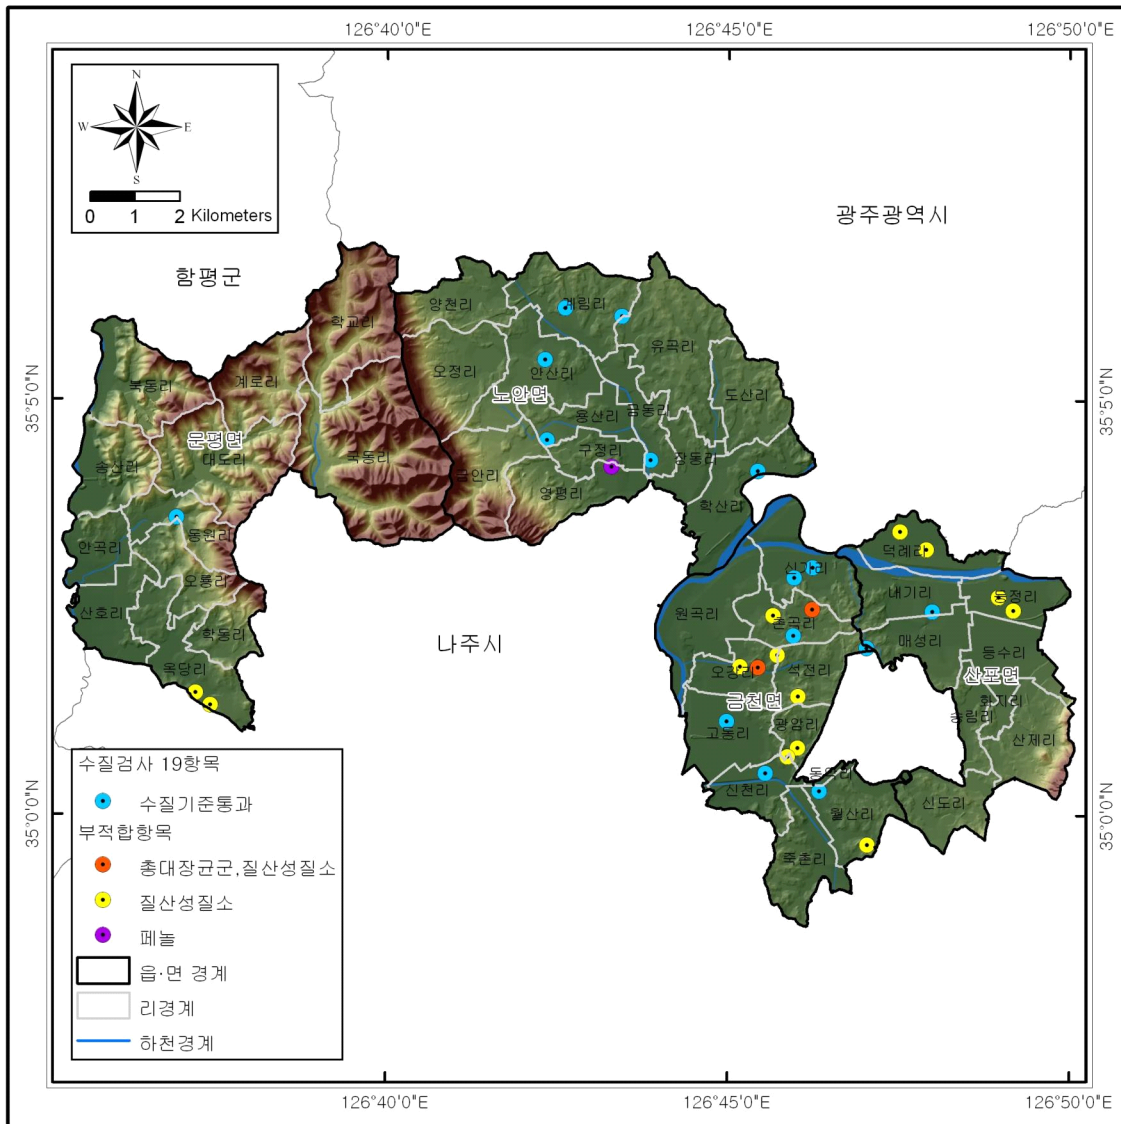 126°40'0"E
126°45'0"E
126°50'0"E
N
W
E
S
0 1 2 Kilometers
광주광역시
함평군
양천리
계림리
학교리
유곡리
35°5'0"N
35°5'0"N
오정리
안산리
북동리
계로리
노안면
도산리
금동리
용산리
문평면
구정리
대도리
국동리
장동리
송산리
금안리
영평리
학산리
동원리
안곡리
덕례리
신가리
오룡리
내기리
등정리
산호리
원곡리
촌곡리
학동리
나주시
매성리
등수리
옥당리
오강리
석전리
산포면
금천면
화지리
송림리
고동리
광암리
산제리
동악리
신천리
월산리
신도리
죽촌리
수질검사 19항목
수질기준통과
부적합항목
총대장균군,질산성질소
질산성질소
페놀
읍·면 경계
리경계
하천경계
35°0'0"N
35°0'0"N
126°40'0"E
126°45'0"E
126°50'0"E